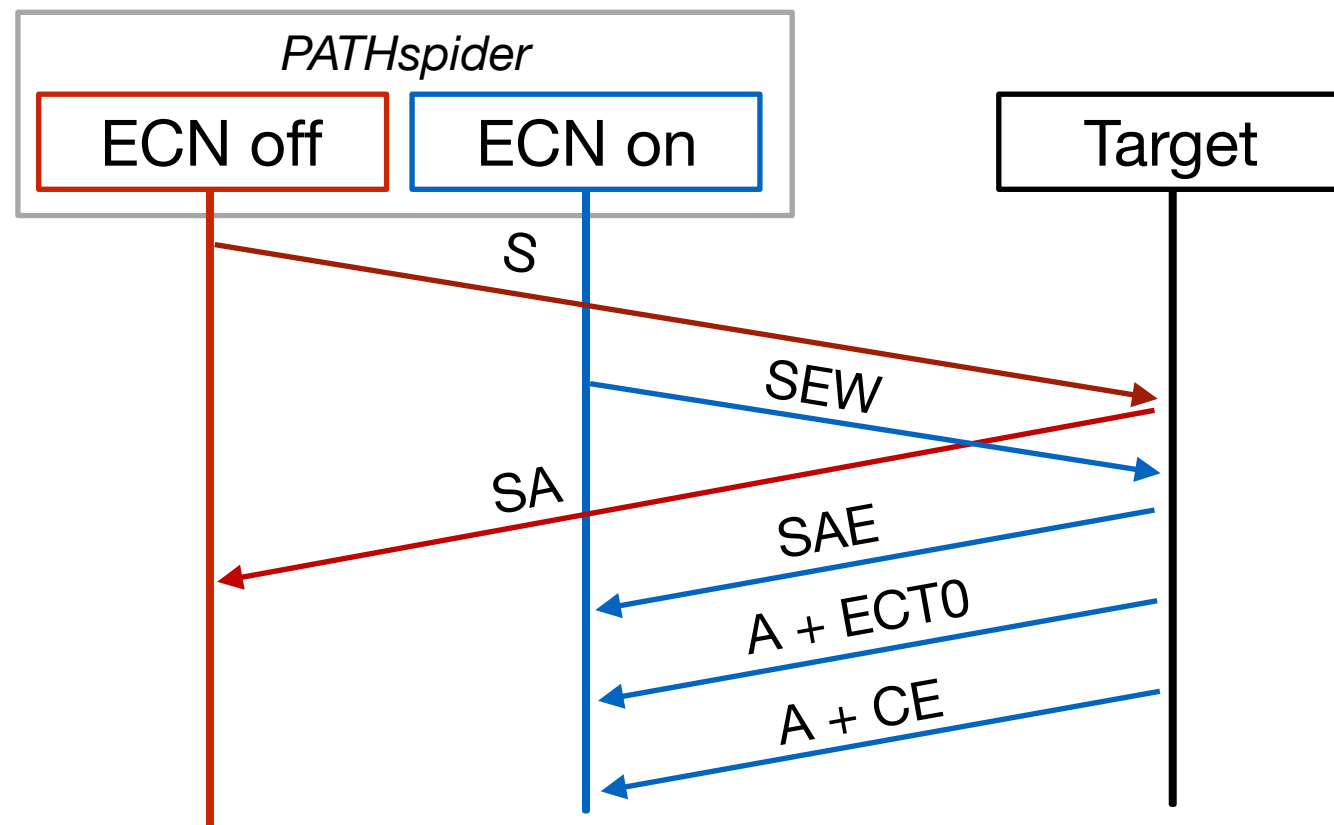 PATHspider
ECN off
ECN on
Target
S
SEW
SA
SAE
A + ECT0
A + CE